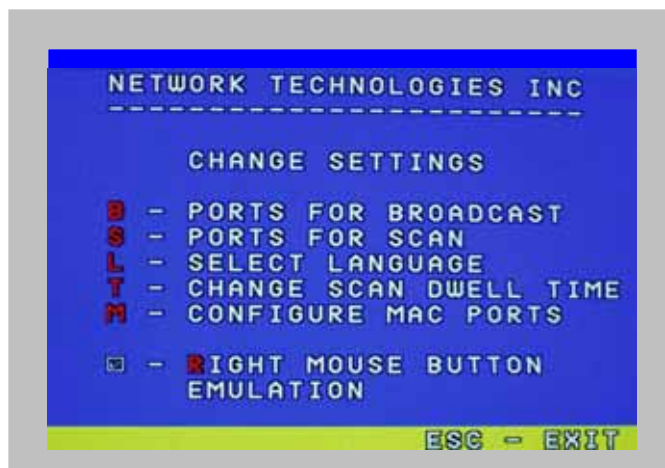 NETWORK TECHNOLOGIES INC
------------------------
CHANGE SETTINGS
B - PORTS FOR BROADCAST
S - PORTS FOR SCAN
L - SELECT LANGUAGE
T - CHANGE SCAN DWELL TIME
M - CONFIGURE MAC PORTS
☑ - RIGHT MOUSE BUTTON
EMULATION
ESC - EXIT